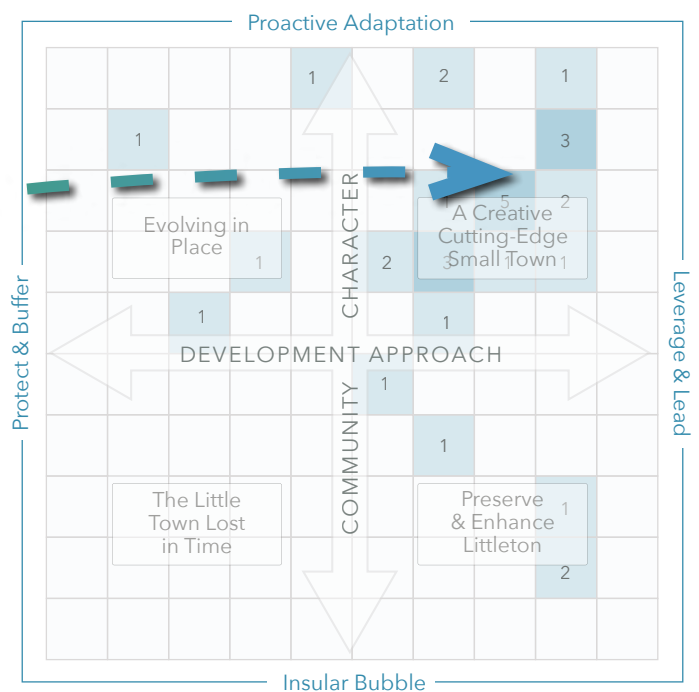 Proactive Adaptation
1 2 1
1 3
1 5 2
Evolving in
Place
A Creative
Cutting-Edge
Small Town
1 2 3 1 1
1 1
CHARACTER
DEVELOPMENT APPROACH
COMMUNITY
Protect & Buffer
Leverage & Lead
1
1
The Little
Town Lost
in Time
Preserve
& Enhance
Littleton
1
2
Insular Bubble